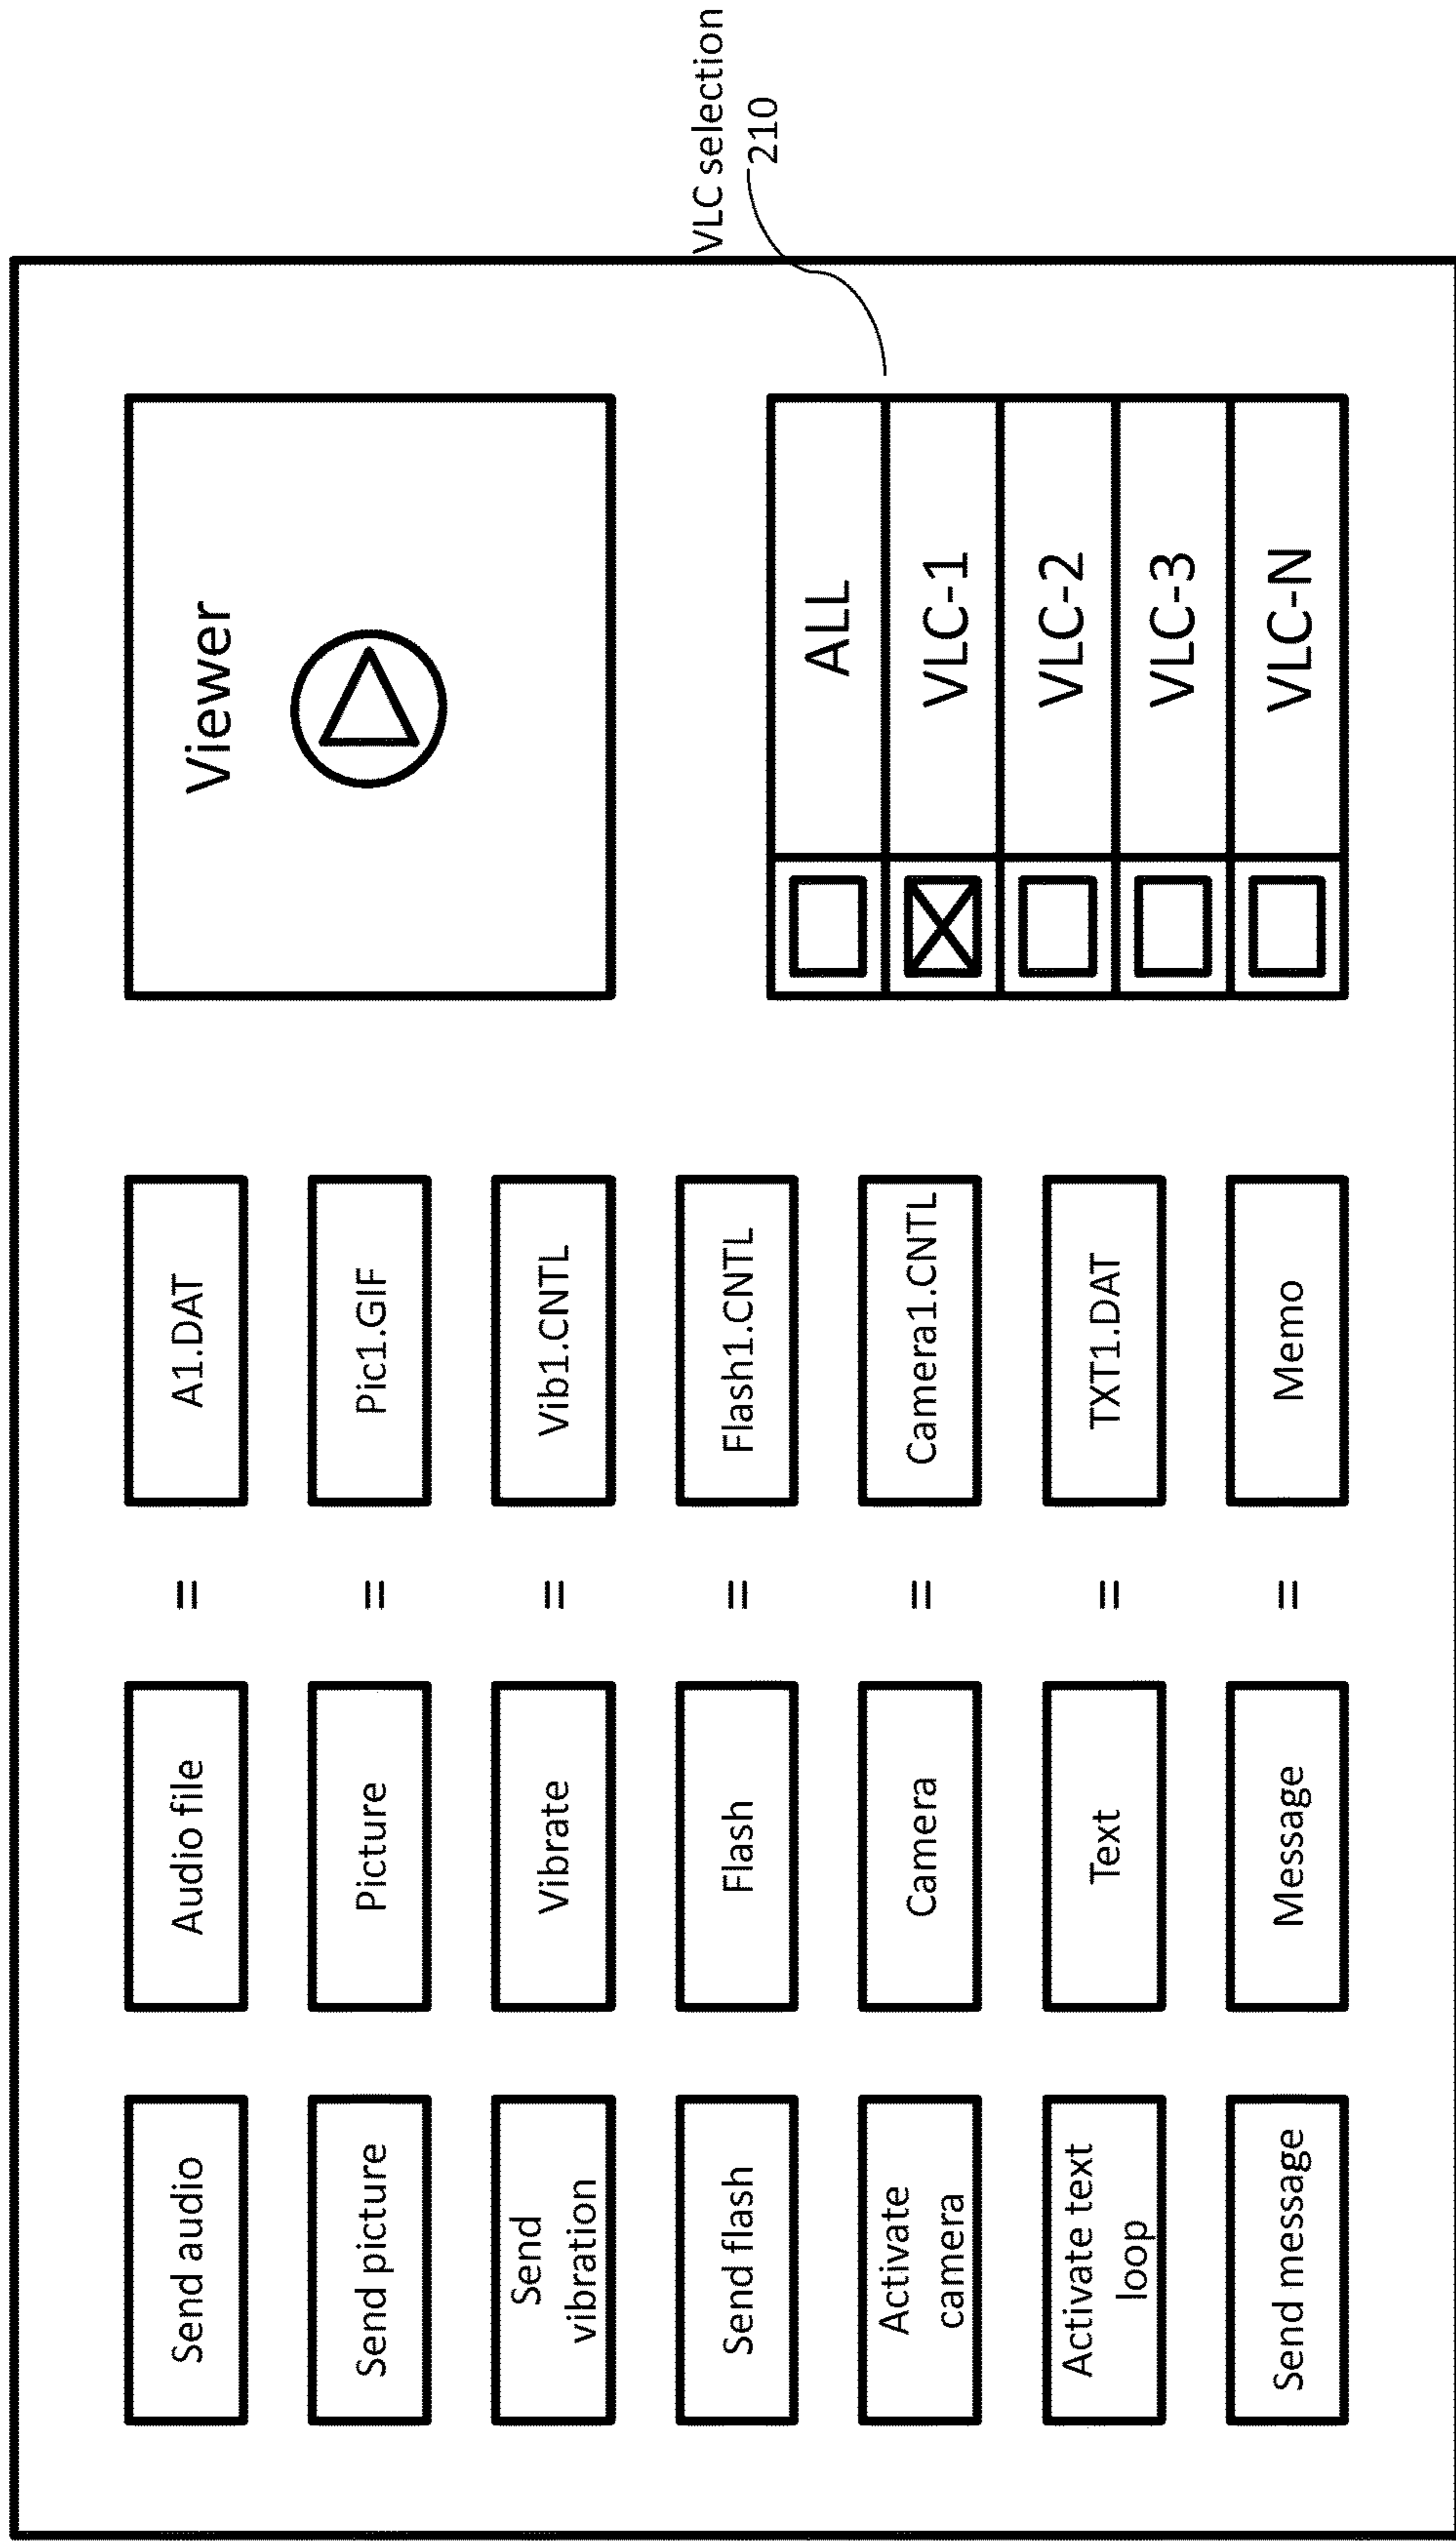 Send audio
Audio file
=
A1.DAT
Send picture
Picture
=
Pic1.GIF
Send
vibration
Vibrate
=
Vib1.CNTL
Send flash
Flash
=
Flash1.CNTL
Activate
camera
Camera
=
Camera1.CNTL
Activate text
loop
Text
=
TXT1.DAT
Send message
Message
=
Memo
Viewer
VLC selection
210
ALL
VLC-1
VLC-2
VLC-3
VLC-N